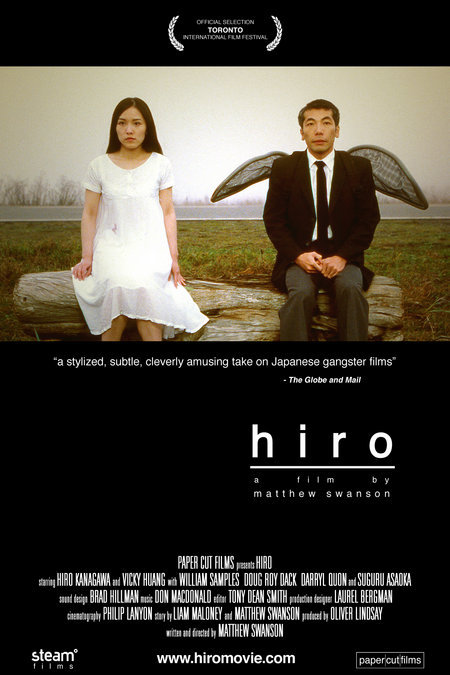 OFFICIAL SELECTION
TORONTO
INTERNATIONAL FILM FESTIVAL
“a stylized, subtle, cleverly amusing take on Japanese gangster films”
- The Globe and Mail
hiro
a film by
matthew swanson
PAPER CUT FILMS presents HIRO
starring HIRO KANAGAWA and VICKY HUANG with WILLIAM SAMPLES DOUG ROY DACK DARRYL QUON and SUGURU ASAOKA
sound design BRAD HILLMAN music DON MACDONALD editor TONY DEAN SMITH production designer LAUREL BERGMAN
cinematography PHILIP LANYON story by LIAM MALONEY and MATTHEW SWANSON produced by OLIVER LINDSAY
written and directed by MATTHEW SWANSON
steam
films
www.hiromovie.com
paper|cut|films